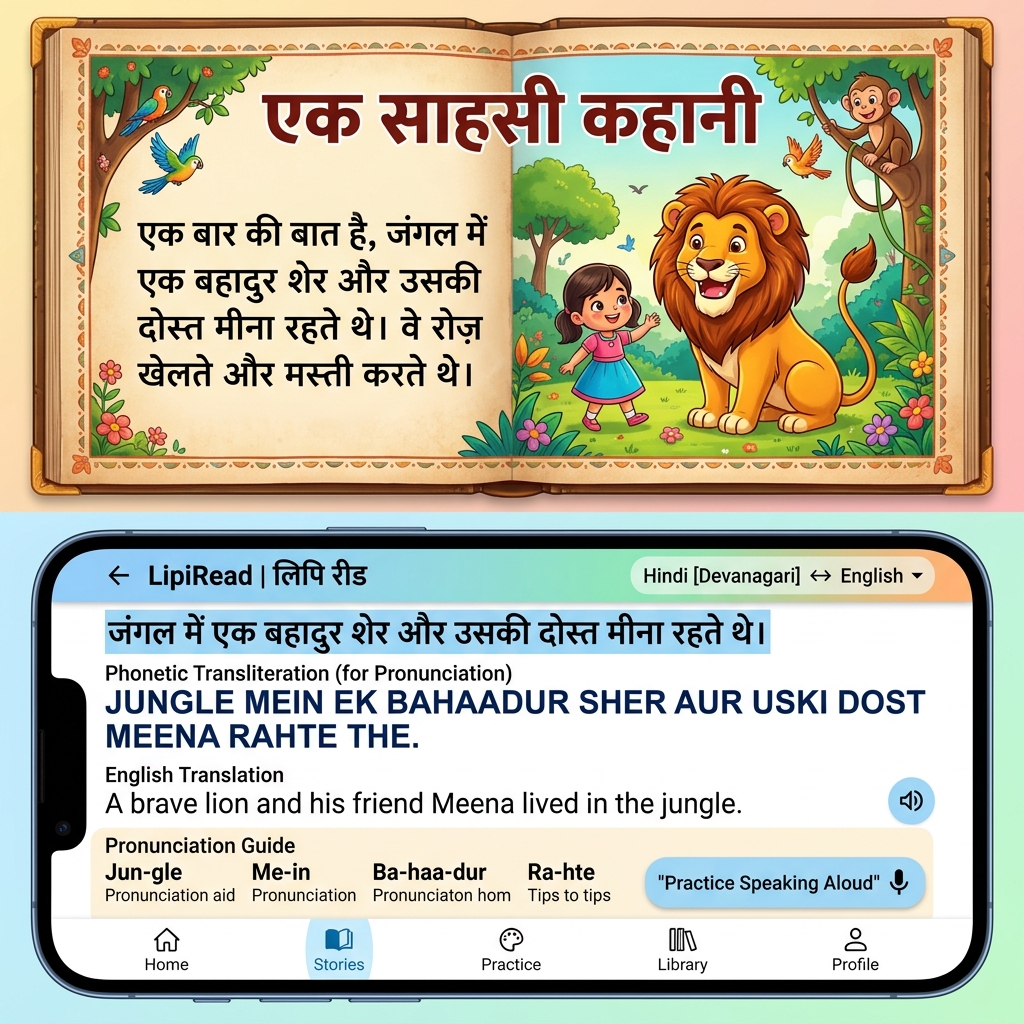 एक साहसी कहानी
एक बार की बात है, जंगल में
एक बहादुर शेर और उसकी
दोस्त मीना रहते थे। वे रोज़
खेलते और मस्ती करते थे।
LipiRead | लिपि रीड
Hindi [Devanagari] ↔ English
जंगल में एक बहादुर शेर और उसकी दोस्त मीना रहते थे।
Phonetic Transliteration (for Pronunciation)
JUNGLE MEIN EK BAHAADUR SHER AUR USKI DOST
MEENA RAHTE THE.
English Translation
A brave lion and his friend Meena lived in the jungle.
Pronunciation Guide
Jun-gle Me-in Ba-haa-dur Ra-hte
Pronunciation aid Pronunciation Pronunciaton hom Tips to tips
"Practice Speaking Aloud"
Home Stories Practice Library Profile